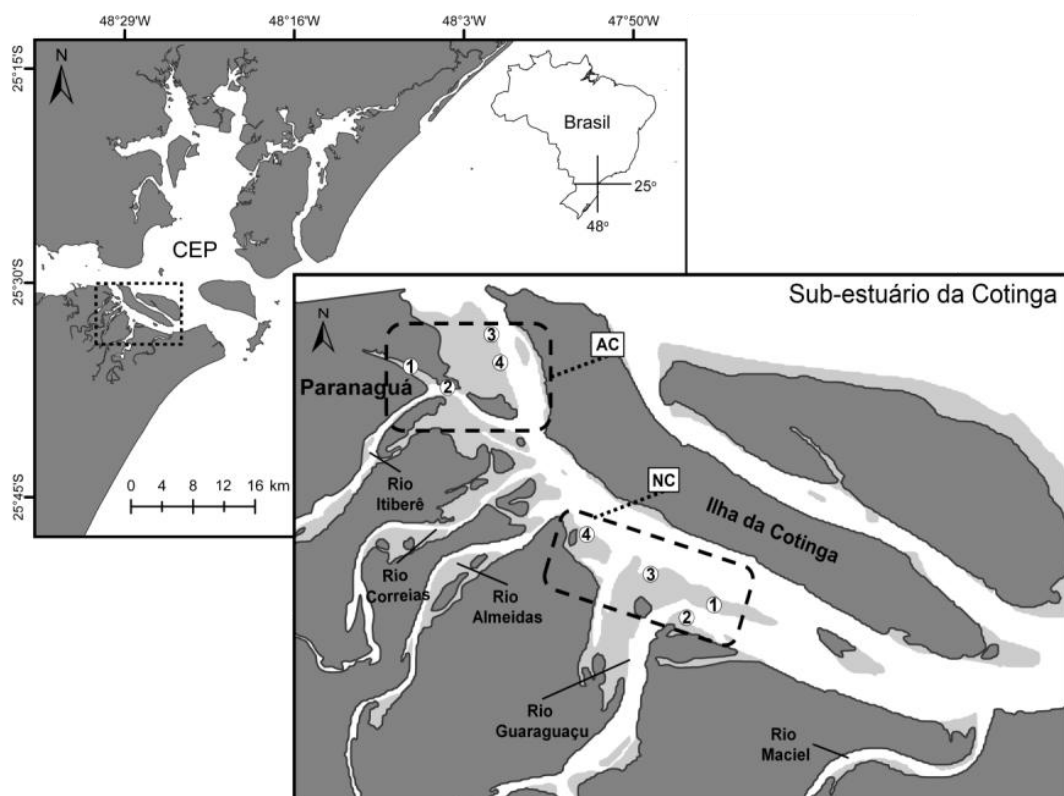 48°29'W
48°16'W
48°3'W
47°50'W
25°15'S
25°30'S
25°45'S
N
Brasil
25°
48°
CEP
0 4 8 12 16 km
Sub-estuário da Cotinga
N
AC
3
4
1
2
Paranaguá
Rio
Itiberê
NC
Ilha da Cotinga
4
3
1
2
Rio
Correias
Rio
Almeidas
Rio
Guaraguaçu
Rio
Maciel